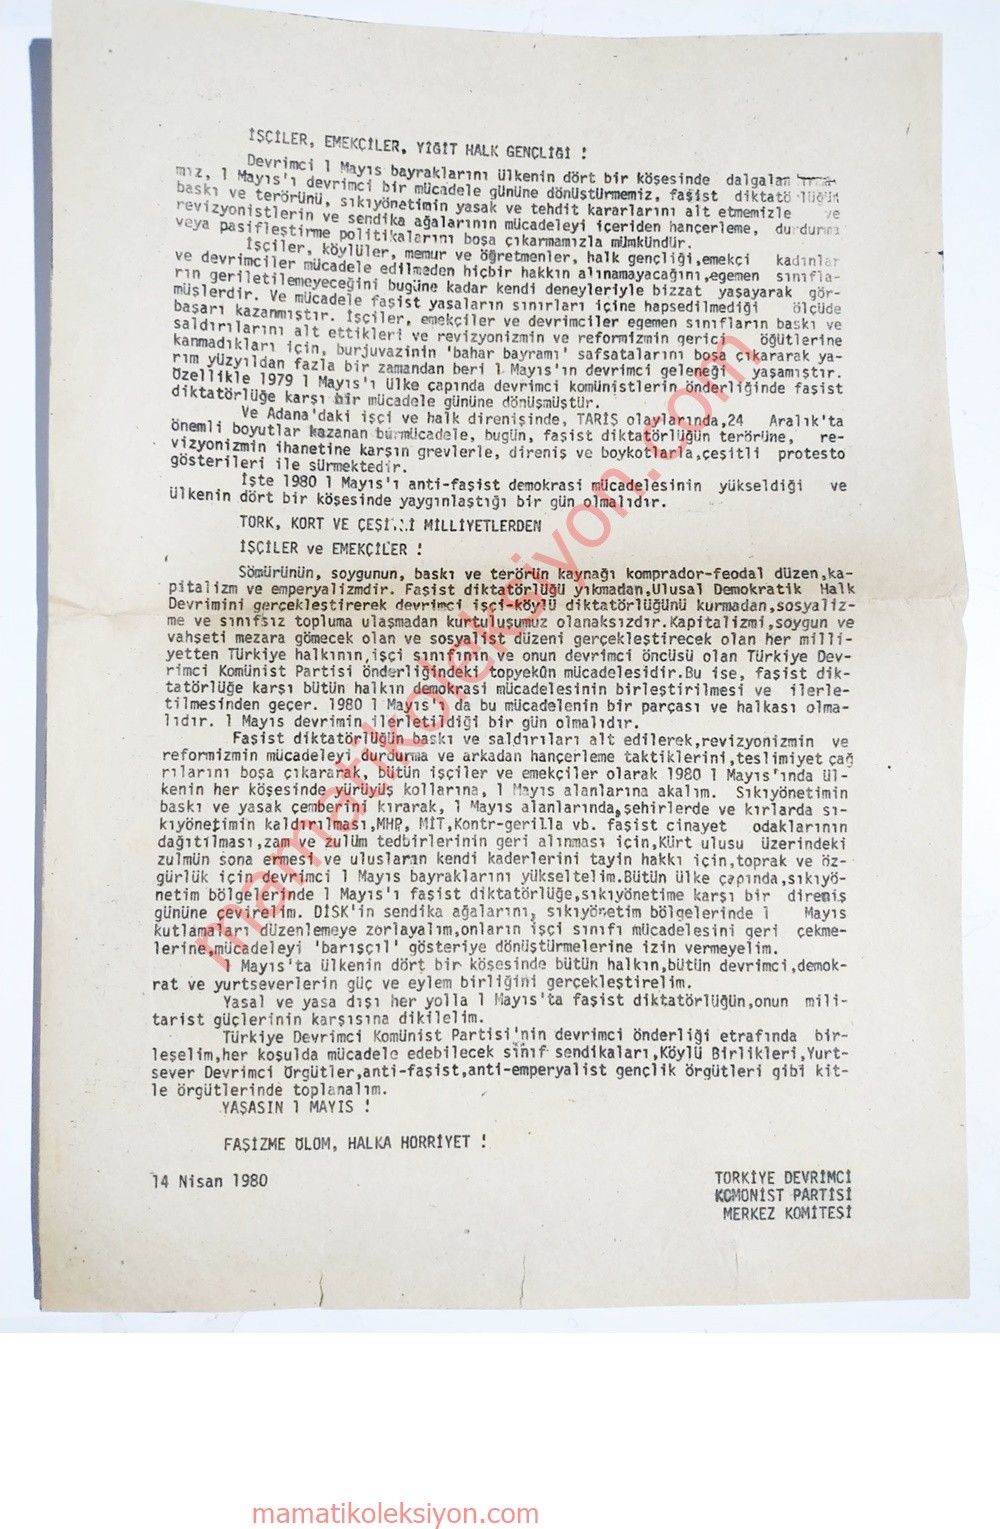 İŞÇİLER, EMEKÇİLER, YİĞİT HALK GENÇLİĞİ !
Devrimci 1 Mayıs bayraklarını ülkenin dört bir köşesinde dalgalan
mız, 1 Mayıs'ı devrimci bir mücadele gününe dönüştürmemiz, faşist diktatö lüğün
baskı ve terörünü, sıkıyönetimin yasak ve tehdit kararlarını alt etmemizle ve
revizyonistlerin ve sendika ağalarının mücadeleyi içeriden hançerleme, durdurma
veya pasifleştirme politikalarını boşa çıkarmamızla mümkündür.
İşçiler, köylüler, memur ve öğretmenler, halk gençliği,emekçi kadınlar
ve devrimciler mücadele edilmeden hiçbir hakkın alınamayacağını,egemen sınıfla-
rın geriletilemeyeceğini bugüne kadar kendi deneyleriyle bizzat yaşayarak gör-
müşlerdir. Ve mücadele faşist yasaların sınırları içine hapsedilmediği ölçüde
başarı kazanmıştır. İşçiler, emekçiler ve devrimciler egemen sınıfların baskı ve
saldırılarını alt ettikleri ve revizyonizmin ve reformizmin gerici öğütlerine
kanmadıkları için, burjuvazinin 'bahar bayramı' safsatalarını boşa çıkararak ya-
rım yüzyıldan fazla bir zamandan beri 1 Mayıs'ın devrimci geleneği yaşamıştır.
Özellikle 1979 1 Mayıs'ı ülke çapında devrimci komünistlerin önderliğinde faşist
diktatörlüğe karşı bir mücadele gününe dönüşmüştür.
Ve Adana'daki işçi ve halk direnişinde, TARİŞ olaylarında,24 Aralık'ta
önemli boyutlar kazanan bu mücadele, bugün, faşist diktatörlüğün terörüne, re-
vizyonizmin ihanetine karşın grevlerle, direniş ve boykotlarla,çeşitli protesto
gösterileri ile sürmektedir.
İşte 1980 1 Mayıs'ı anti-faşist demokrasi mücadelesinin yükseldiği ve
ülkenin dört bir köşesinde yaygınlaştığı bir gün olmalıdır.
TÜRK, KÜRT VE ÇEŞİTLİ MİLLİYETLERDEN
İŞÇİLER ve EMEKÇİLER !
Sömürünün, soygunun, baskı ve terörün kaynağı komprador-feodal düzen,ka-
pitalizm ve emperyalizmdir. Faşist diktatörlüğü yıkmadan,Ulusal Demokratik Halk
Devrimini gerçekleştirerek devrimci işçi-köylü diktatörlüğünü kurmadan,sosyaliz-
me ve sınıfsız topluma ulaşmadan kurtuluşumuz olanaksızdır.Kapitalizmi,soygun ve
vahşeti mezara gömecek olan ve sosyalist düzeni gerçekleştirecek olan her milli-
yetten Türkiye halkının,işçi sınıfının ve onun devrimci öncüsü olan Türkiye Dev-
rimci Komünist Partisi önderliğindeki topyekûn mücadelesidir.Bu ise, faşist dik-
tatörlüğe karşı bütün halkın demokrasi mücadelesinin birleştirilmesi ve ilerle-
tilmesinden geçer. 1980 1 Mayıs'ı da bu mücadelenin bir parçası ve halkası olma-
lıdır. 1 Mayıs devrimin ilerletildiği bir gün olmalıdır.
Faşist diktatörlüğün baskı ve saldırıları alt edilerek,revizyonizmin ve
reformizmin mücadeleyi durdurma ve arkadan hançerleme taktiklerini,teslimiyet çağ
rılarını boşa çıkararak, bütün işçiler ve emekçiler olarak 1980 1 Mayıs'ında ül-
kenin her köşesinde yürüyüş kollarına, 1 Mayıs alanlarına akalım. Sıkıyönetimin
baskı ve yasak çemberini kırarak, 1 Mayıs alanlarında,şehirlerde ve kırlarda sı-
kıyönetimin kaldırılması,MHP, MİT,Kontr-gerilla vb. faşist cinayet odaklarının
dağıtılması,zam ve zulüm tedbirlerinin geri alınması için,Kürt ulusu üzerindeki
zulmün sona ermesi ve ulusların kendi kaderlerini tayin hakkı için,toprak ve öz-
gürlük için devrimci 1 Mayıs bayraklarını yükseltelim.Bütün ülke çapında,sıkıyö-
netim bölgelerinde 1 Mayıs'ı faşist diktatörlüğe,sıkıyönetime karşı bir direniş
gününe çevirelim. DİSK'in sendika ağalarını, sıkıyönetim bölgelerinde 1 Mayıs
kutlamaları düzenlemeye zorlayalım,onların işçi sınıfı mücadelesini geri çekme-
lerine,mücadeleyi 'barışçıl' gösteriye dönüştürmelerine izin vermeyelim.
1 Mayıs'ta ülkenin dört bir köşesinde bütün halkın,bütün devrimci,demok-
rat ve yurtseverlerin güç ve eylem birliğini gerçekleştirelim.
Yasal ve yasa dışı her yolla 1 Mayıs'ta faşist diktatörlüğün,onun mili-
tarist güçlerinin karşısına dikilelim.
Türkiye Devrimci Komünist Partisi'nin devrimci önderliği etrafında bir-
leşelim,her koşulda mücadele edebilecek sınıf sendikaları,Köylü Birlikleri,Yurt-
sever Devrimci Örgütler,anti-faşist,anti-emperyalist gençlik örgütleri gibi kit-
le örgütlerinde toplanalım.
YAŞASIN 1 MAYIS !
FAŞİZME ÖLÜM, HALKA HÜRRİYET !
14 Nisan 1980
TÜRKİYE DEVRİMCİ
KOMÜNİST PARTİSİ
MERKEZ KOMİTESİ
mamatikoleksiyon.com
mamatikoleksiyon.com